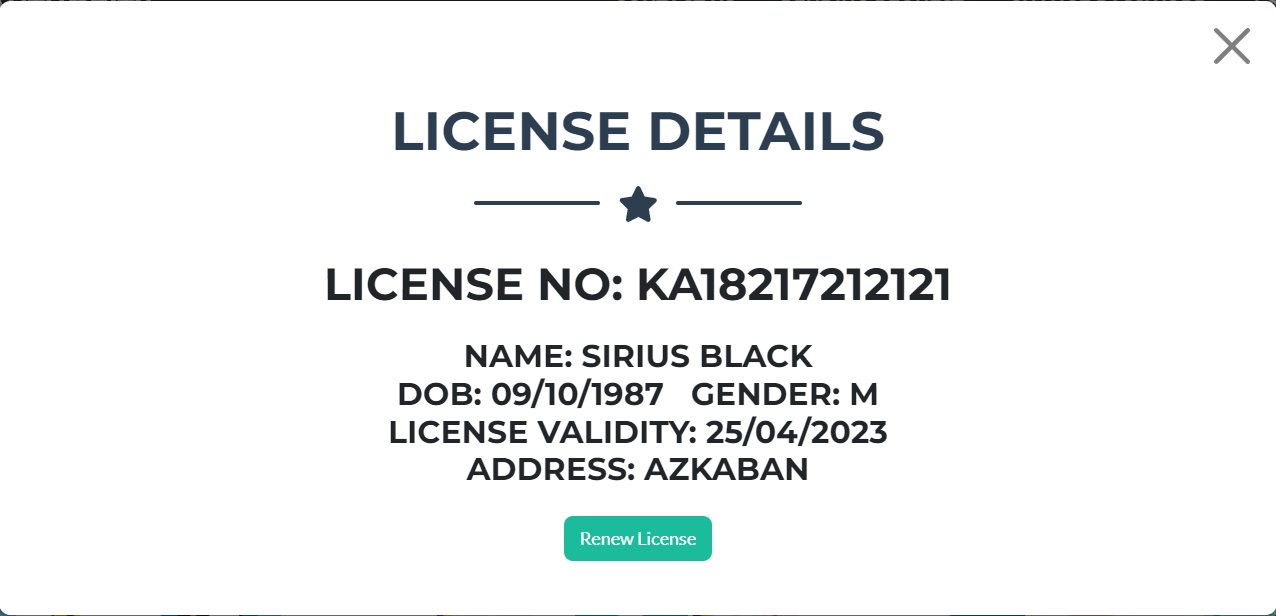 LICENSE DETAILS
LICENSE NO: KA18217212121
NAME: SIRIUS BLACK
DOB: 09/10/1987 GENDER: M
LICENSE VALIDITY: 25/04/2023
ADDRESS: AZKABAN
Renew License